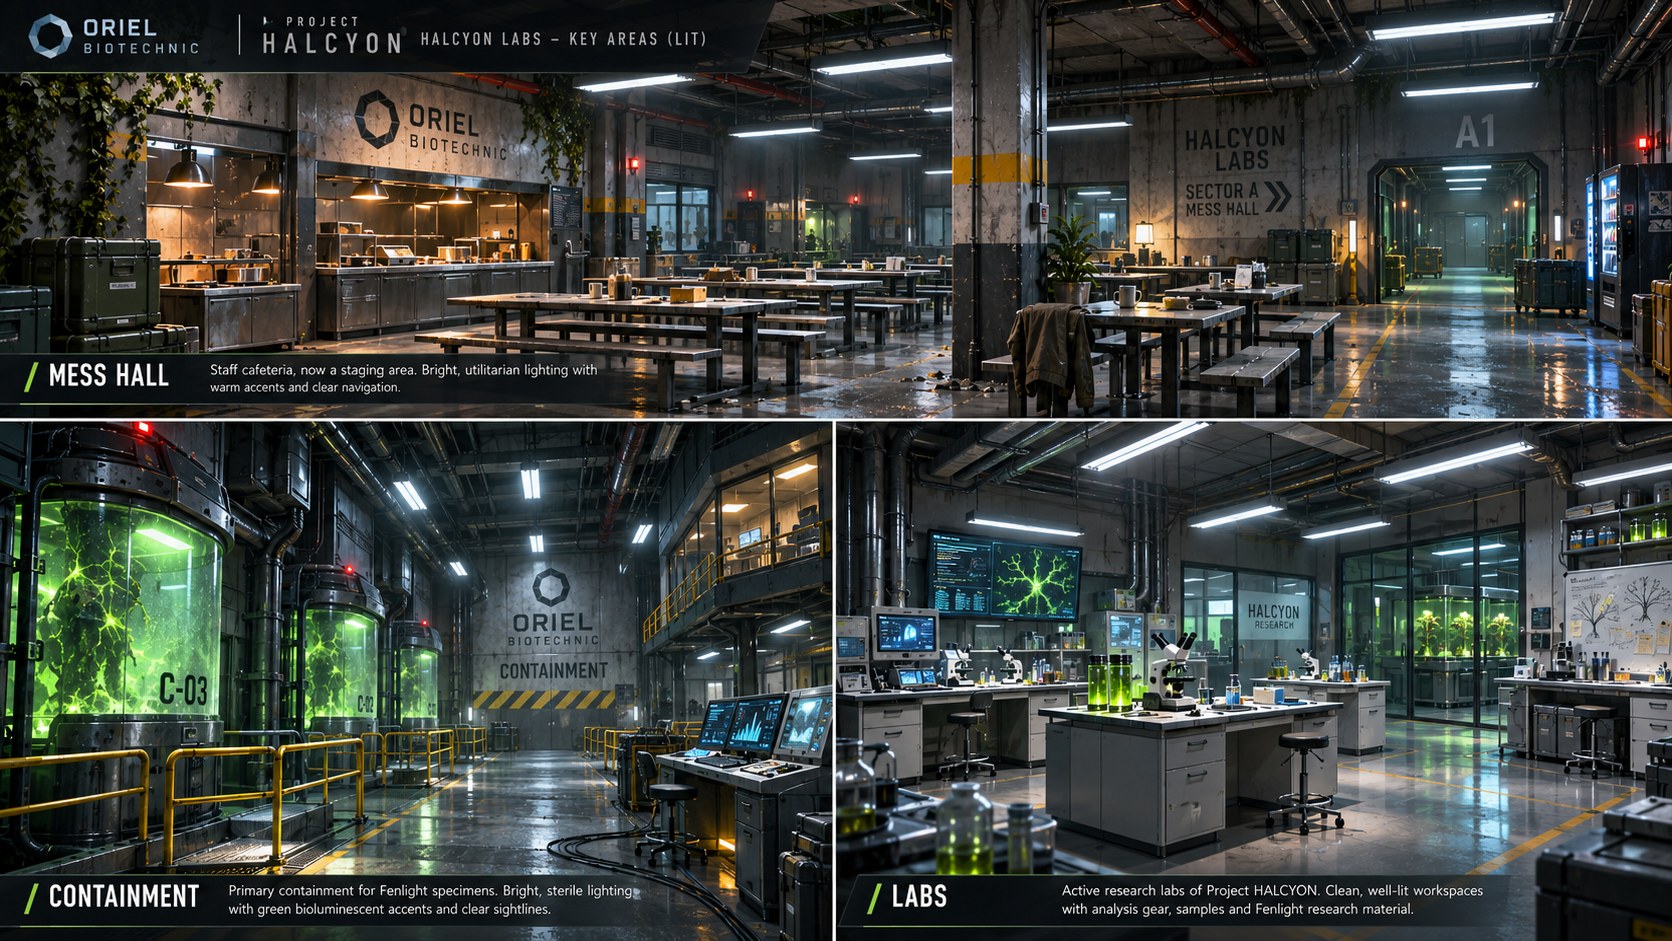 ORIEL
BIOTECHNIC
PROJECT
HALCYON
HALCYON LABS – KEY AREAS (LIT)
ORIEL
BIOTECHNIC
HALCYON
LABS
SECTOR A
MESS HALL
A1
MESS HALL
Staff cafeteria, now a staging area. Bright, utilitarian lighting with
warm accents and clear navigation.
C-03
C-02
ORIEL
BIOTECHNIC
CONTAINMENT
CONTAINMENT
Primary containment for Fenlight specimens. Bright, sterile lighting
with green bioluminescent accents and clear sightlines.
HALCYON
RESEARCH
LABS
Active research labs of Project HALCYON. Clean, well-lit workspaces
with analysis gear, samples and Fenlight research material.